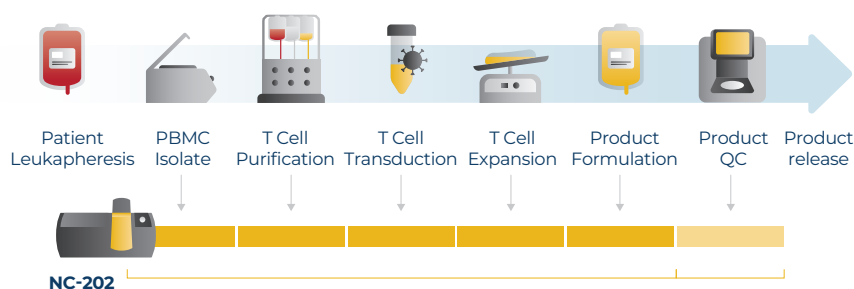 Patient
Leukapheresis
PBMC
Isolate
T Cell
Purification
T Cell
Transduction
T Cell
Expansion
Product
Formulation
Product
QC
Product
release
NC-202